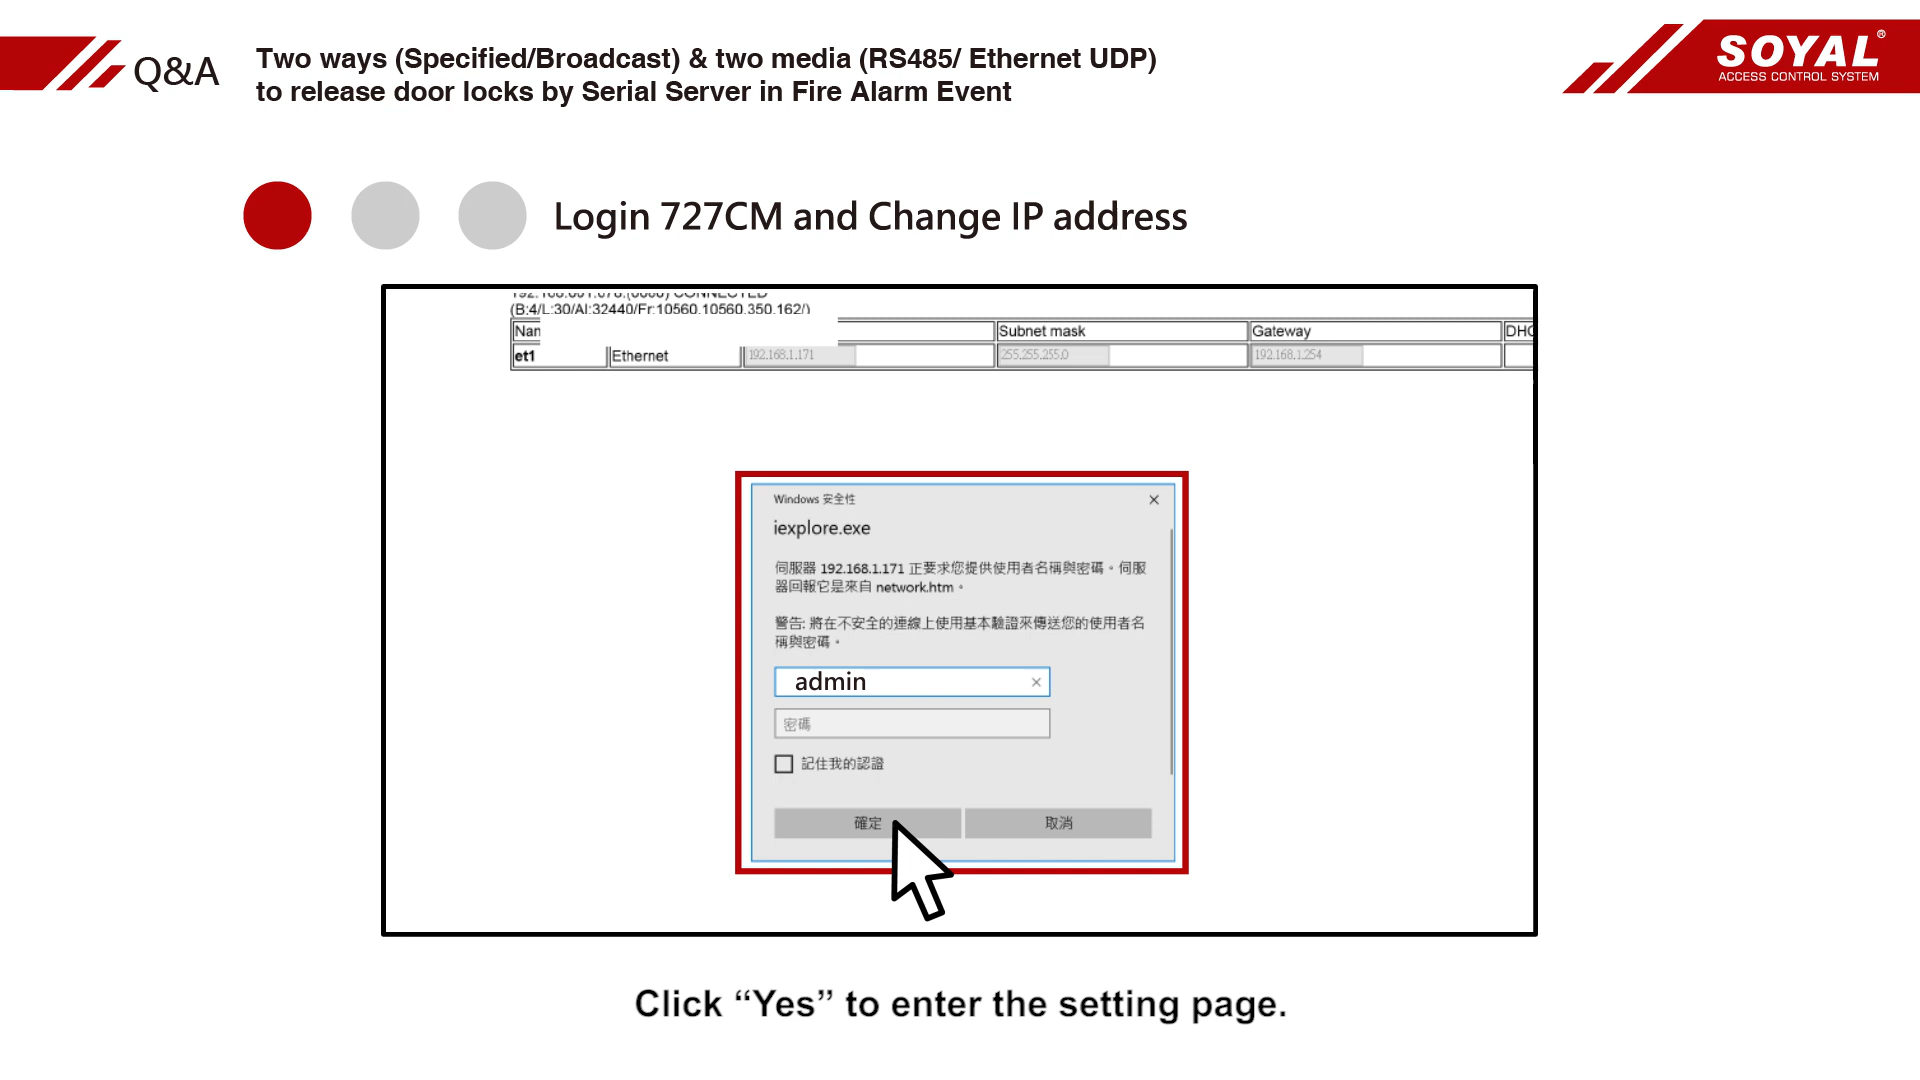 Q&A
Two ways (Specified/Broadcast) & two media (RS485/ Ethernet UDP)
to release door locks by Serial Server in Fire Alarm Event
SOYAL®
ACCESS CONTROL SYSTEM
Login 727CM and Change IP address
(B:4/L:30/AI:32440/Fr:10560.10560.350.162/)
Nan Subnet mask Gateway DHC
et1 Ethernet 192.168.1.171 255.255.255.0 192.168.1.254
Windows 安全性
iexplore.exe
伺服器 192.168.1.171 正要求您提供使用者名稱與密碼。伺服
器回報它是來自 network.htm。
警告: 將在不安全的連線上使用基本驗證來傳送您的使用者名
稱與密碼。
admin
密碼
記住我的認證
確定 取消
Click “Yes” to enter the setting page.